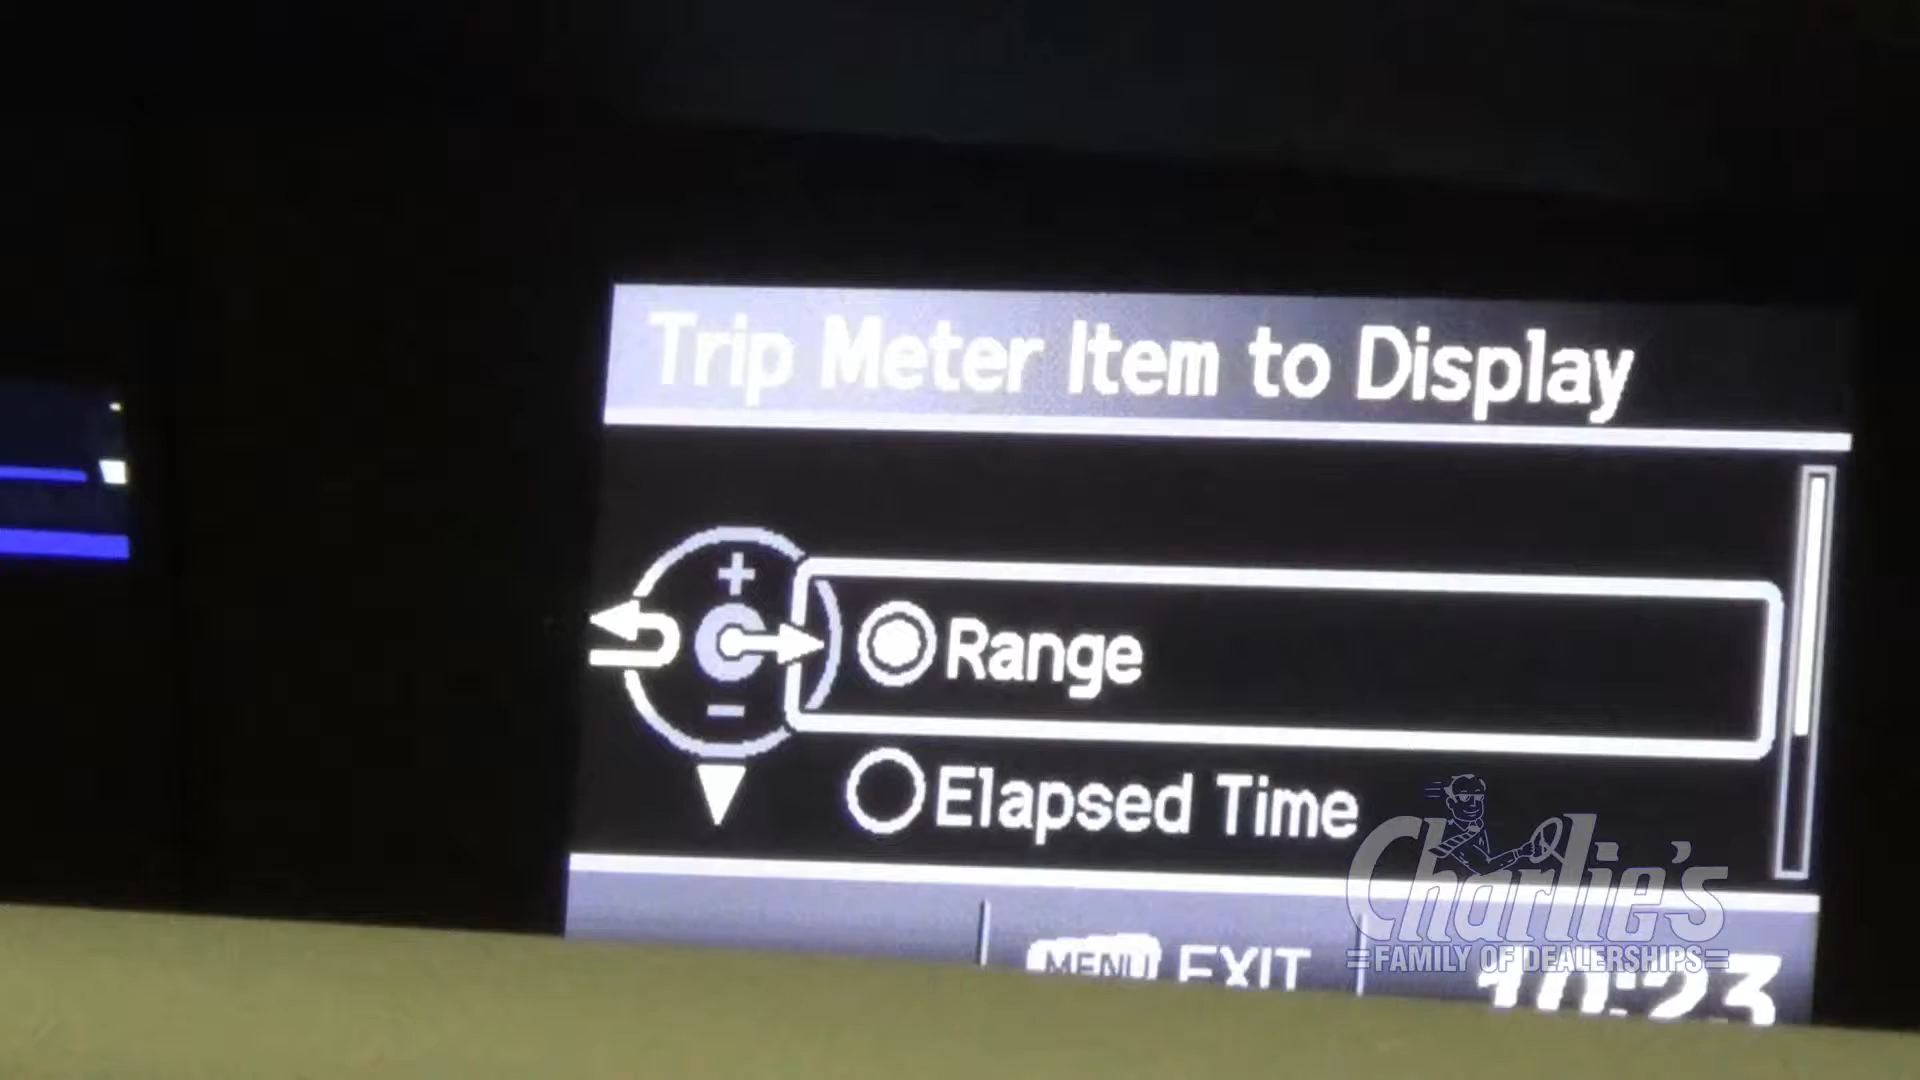 Trip Meter Item to Display
+
Range
−
Elapsed Time
Charlie's
FAMILY OF DEALERSHIPS
MENU EXIT
10:23